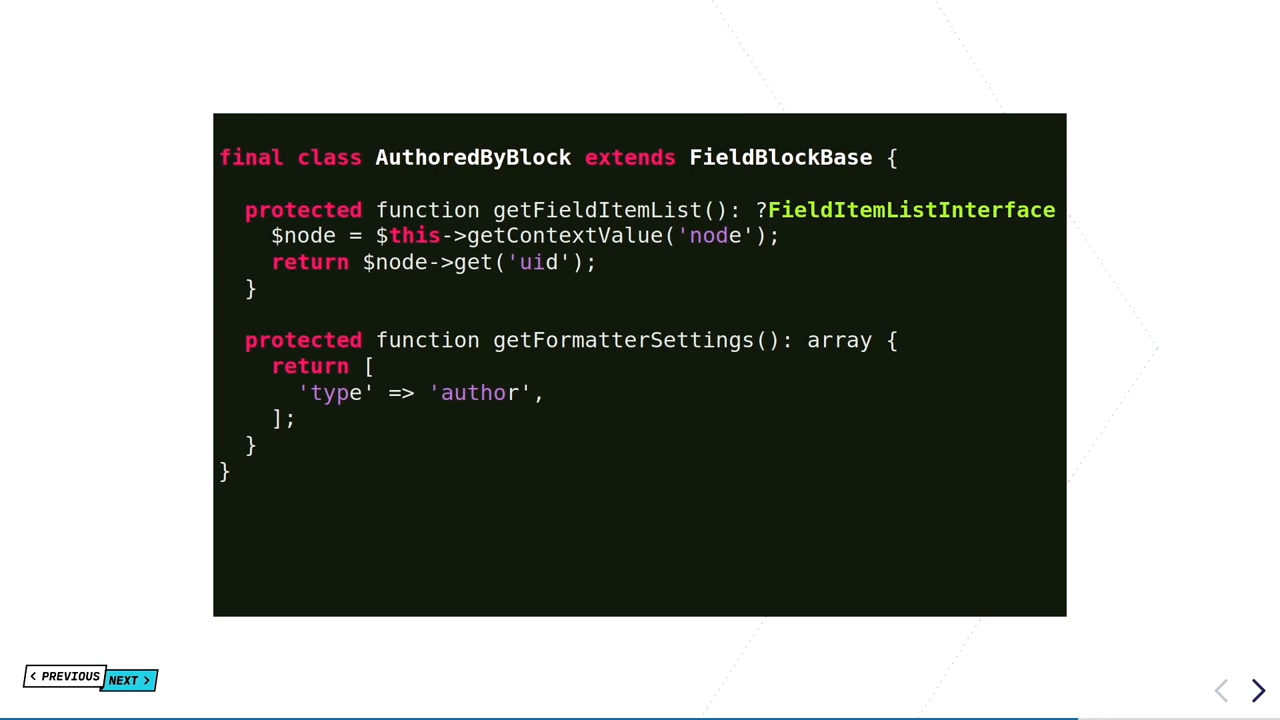 final class AuthoredByBlock extends FieldBlockBase {
protected function getFieldItemList(): ?FieldItemListInterface
$node = $this->getContextValue('node');
return $node->get('uid');
}
protected function getFormatterSettings(): array {
return [
'type' => 'author',
];
}
}
< PREVIOUS
NEXT >